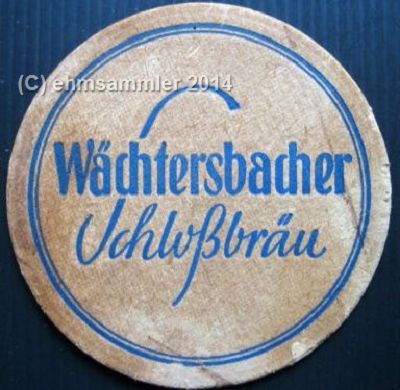 (C) ehmsammler 2014
Wächtersbacher
Schloßbräu